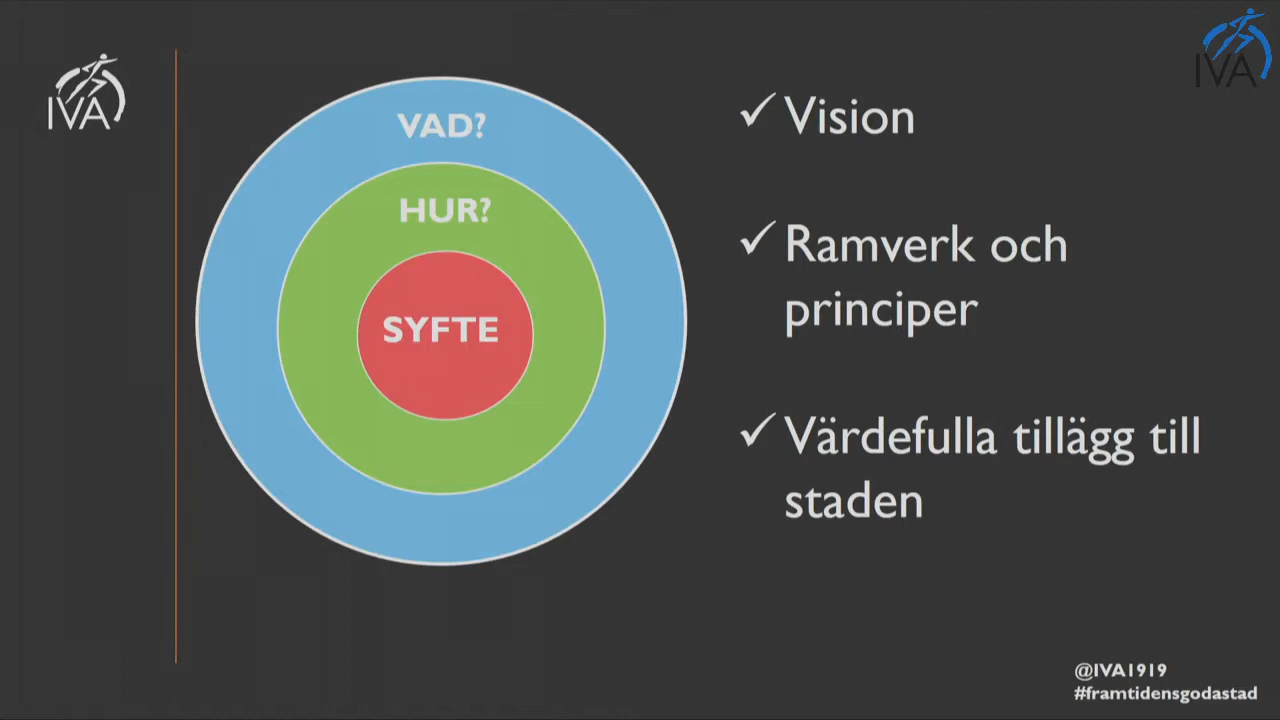 IVA
IVA
VAD?
HUR?
SYFTE
✓ Vision
✓ Ramverk och
principer
✓ Värdefulla tillägg till
staden
@IVA1919
#framtidensgodastad